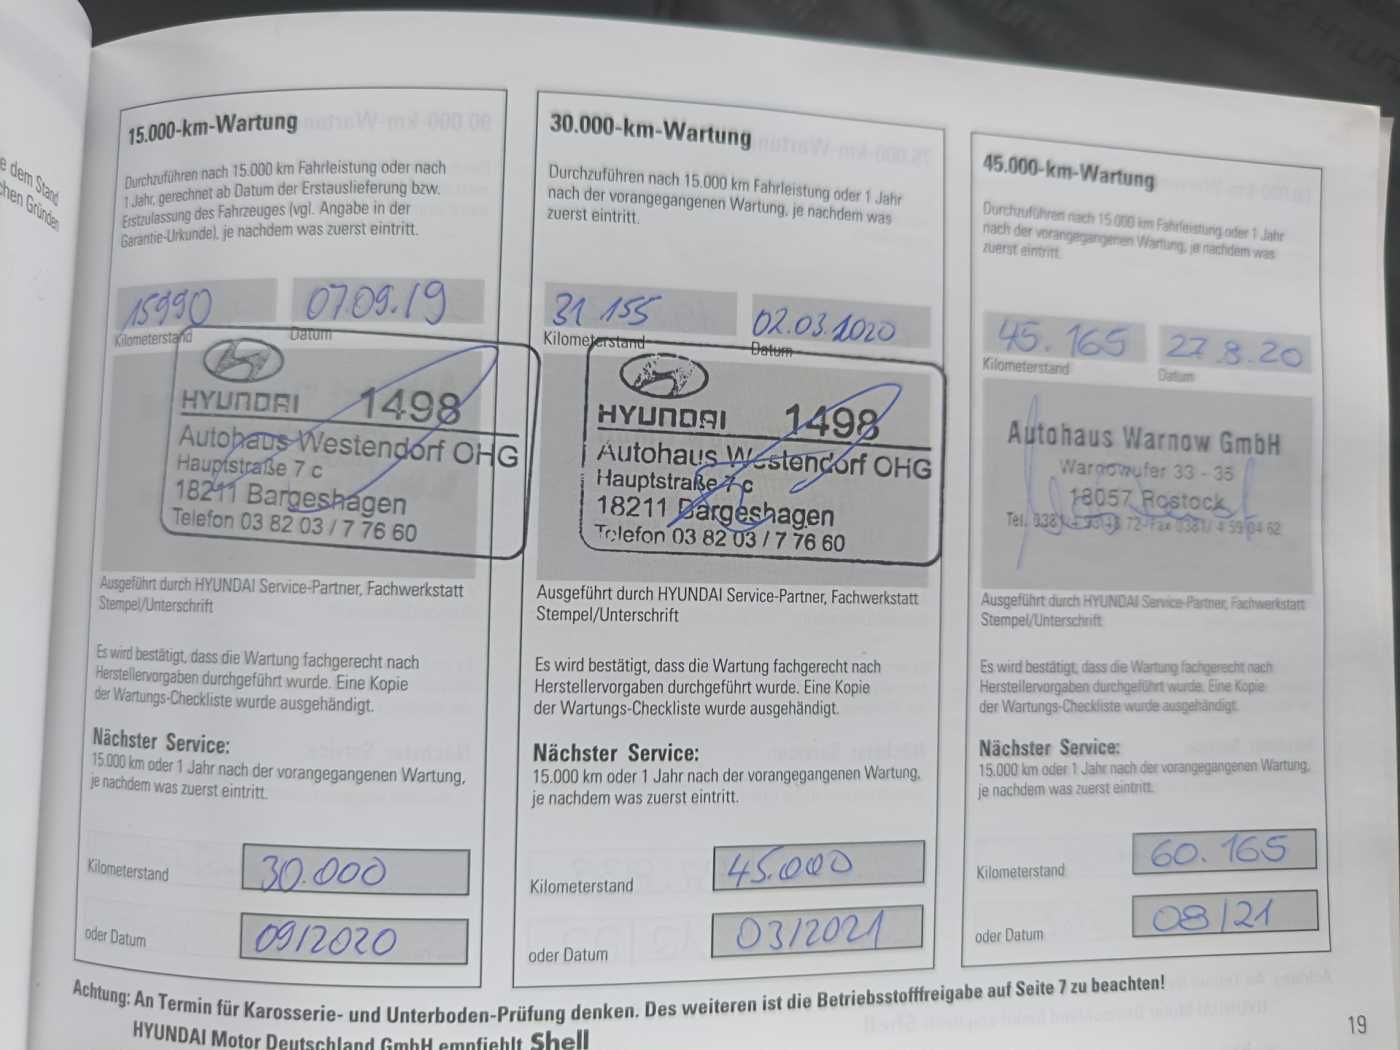 e dem Stand
chen Gründen
15.000-km-Wartung
Durchzuführen nach 15.000 km Fahrleistung oder nach
1 Jahr, gerechnet ab Datum der Erstauslieferung bzw.
Erstzulassung des Fahrzeuges (vgl. Angabe in der
Garantie-Urkunde), je nachdem was zuerst eintritt.
15990
07.09.19
Kilometerstand
Datum
HYUNDAI 1498
Autohaus Westendorf OHG
Hauptstraße 7 c
18211 Bargeshagen
Telefon 03 82 03 / 7 76 60
Ausgeführt durch HYUNDAI Service-Partner, Fachwerkstatt
Stempel/Unterschrift
Es wird bestätigt, dass die Wartung fachgerecht nach
Herstellervorgaben durchgeführt wurde. Eine Kopie
der Wartungs-Checkliste wurde ausgehändigt.
Nächster Service:
15.000 km oder 1 Jahr nach der vorangegangenen Wartung,
je nachdem was zuerst eintritt.
Kilometerstand 30.000
oder Datum 09/2020
30.000-km-Wartung
Durchzuführen nach 15.000 km Fahrleistung oder 1 Jahr
nach der vorangegangenen Wartung, je nachdem was
zuerst eintritt.
31 155
02.03.2020
Kilometerstand
Datum
HYUNDAI 1498
Autohaus Westendorf OHG
Hauptstraße 7 c
18211 Bargeshagen
Telefon 03 82 03 / 7 76 60
Ausgeführt durch HYUNDAI Service-Partner, Fachwerkstatt
Stempel/Unterschrift
Es wird bestätigt, dass die Wartung fachgerecht nach
Herstellervorgaben durchgeführt wurde. Eine Kopie
der Wartungs-Checkliste wurde ausgehändigt.
Nächster Service:
15.000 km oder 1 Jahr nach der vorangegangenen Wartung,
je nachdem was zuerst eintritt.
Kilometerstand 45.000
oder Datum 03/2021
45.000-km-Wartung
Durchzuführen nach 15.000 km Fahrleistung oder 1 Jahr
nach der vorangegangenen Wartung, je nachdem was
zuerst eintritt.
45.165
27.8.20
Kilometerstand
Datum
Autohaus Warnow GmbH
Warnowufer 33 - 35
18057 Rostock
Tel. 0381 72 Fax 0381/ 4 59 04 62
Ausgeführt durch HYUNDAI Service-Partner, Fachwerkstatt
Stempel/Unterschrift
Es wird bestätigt, dass die Wartung fachgerecht nach
Herstellervorgaben durchgeführt wurde. Eine Kopie
der Wartungs-Checkliste wurde ausgehändigt.
Nächster Service:
15.000 km oder 1 Jahr nach der vorangegangenen Wartung,
je nachdem was zuerst eintritt.
Kilometerstand 60.165
oder Datum 08/21
Achtung: An Termin für Karosserie- und Unterboden-Prüfung denken. Des weiteren ist die Betriebsstofffreigabe auf Seite 7 zu beachten!
HYUNDAI Motor Deutschland GmbH empfiehlt Shell
19